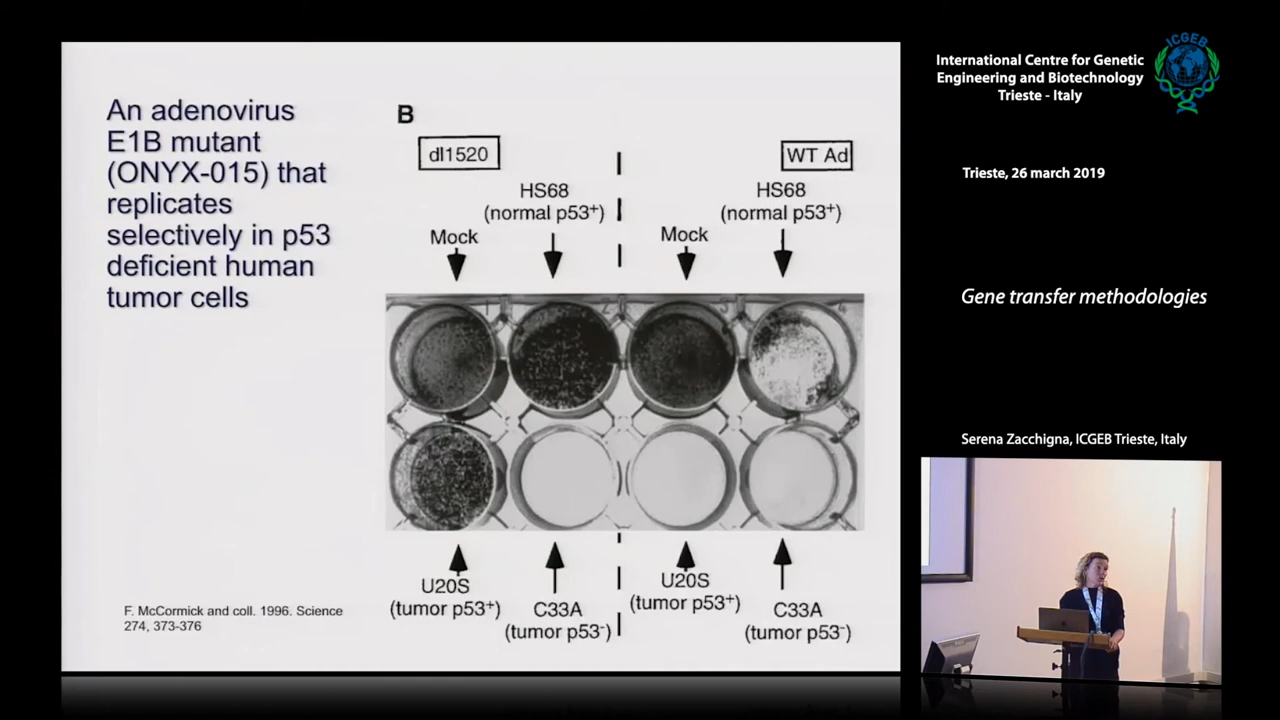 An adenovirus
E1B mutant
(ONYX-015) that
replicates
selectively in p53
deficient human
tumor cells
F. McCormick and coll. 1996. Science
274, 373-376
B
dl1520
WT Ad
HS68
(normal p53+)
HS68
(normal p53+)
Mock
Mock
U20S
(tumor p53+)
C33A
(tumor p53-)
U20S
(tumor p53+)
C33A
(tumor p53-)
International Centre for Genetic
Engineering and Biotechnology
Trieste - Italy
ICGEB
Trieste, 26 march 2019
Gene transfer methodologies
Serena Zacchigna, ICGEB Trieste, Italy